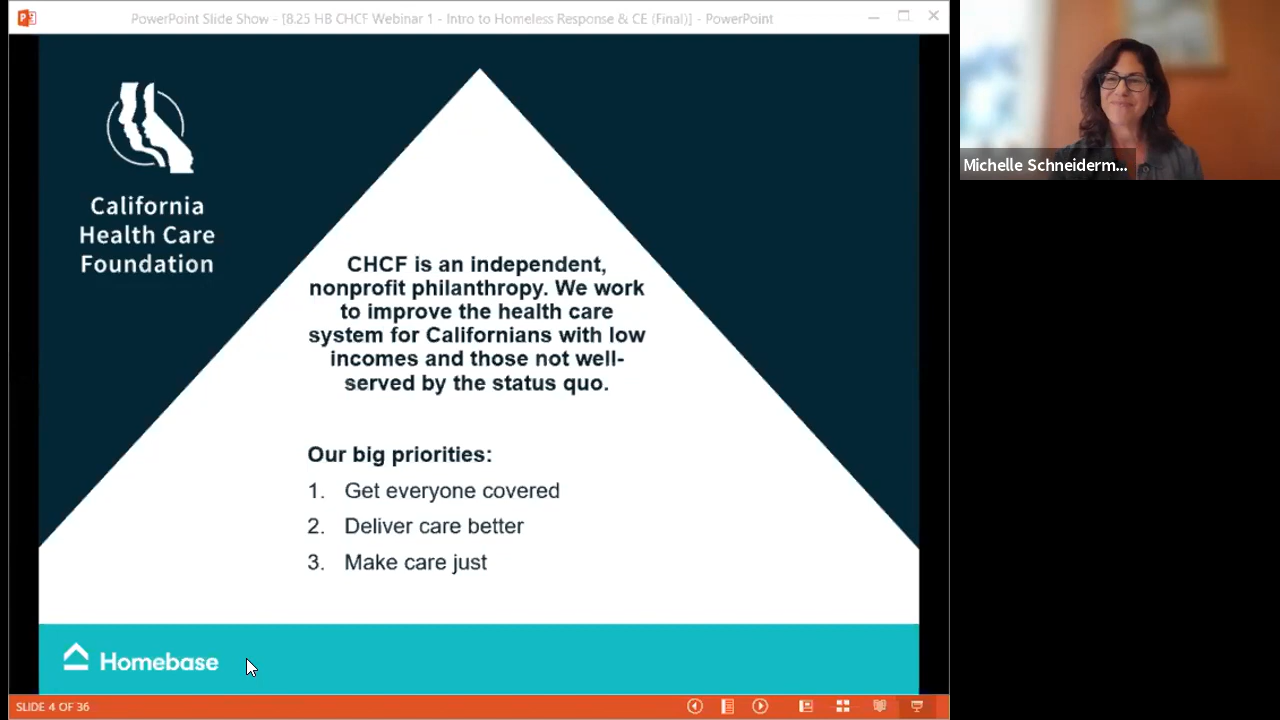 PowerPoint Slide Show - [8.25 HB CHCF Webinar 1 - Intro to Homeless Response & CE (Final)] - PowerPoint
California
Health Care
Foundation
CHCF is an independent,
nonprofit philanthropy. We work
to improve the health care
system for Californians with low
incomes and those not well-
served by the status quo.
Our big priorities:
1. Get everyone covered
2. Deliver care better
3. Make care just
Homebase
SLIDE 4 OF 36
Michelle Schneiderm...